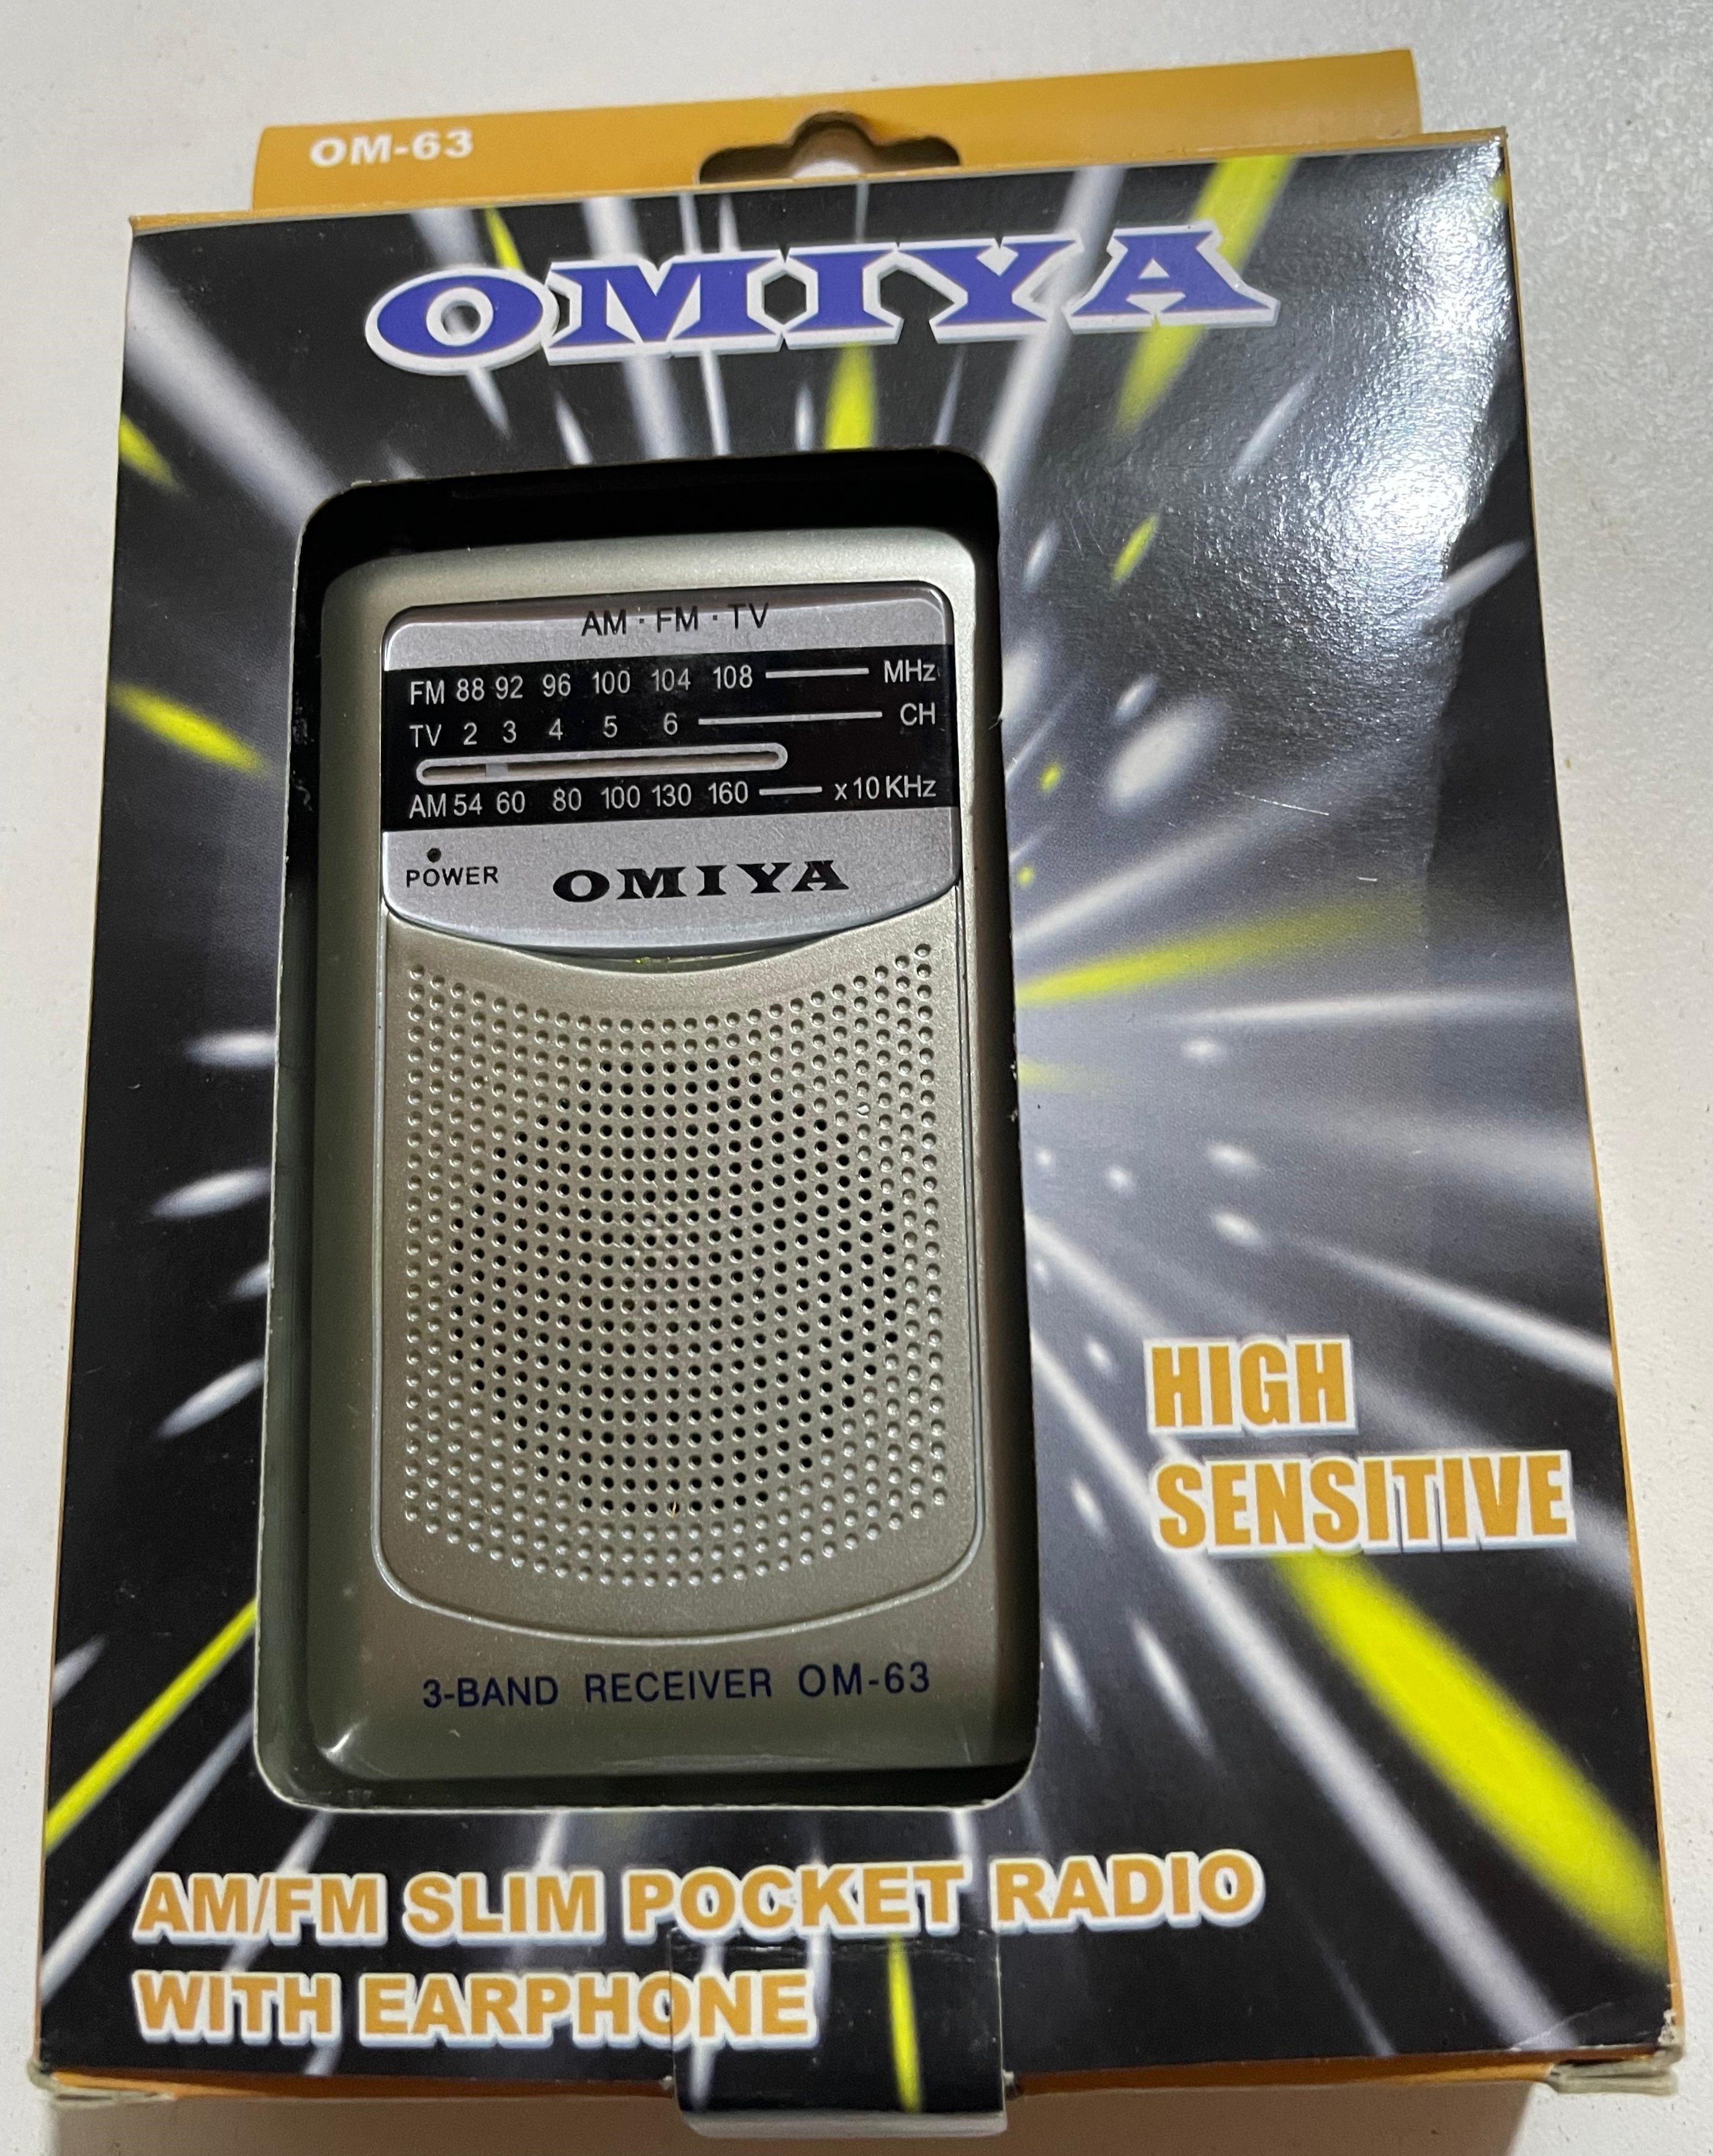 OM-63
OMIYA
AM · FM · TV
FM 88 92 96 100 104 108 MHz
TV 2 3 4 5 6 CH
AM 54 60 80 100 130 160 x10KHz
POWER
OMIYA
HIGH
SENSITIVE
3-BAND RECEIVER OM-63
AM/FM SLIM POCKET RADIO
WITH EARPHONE